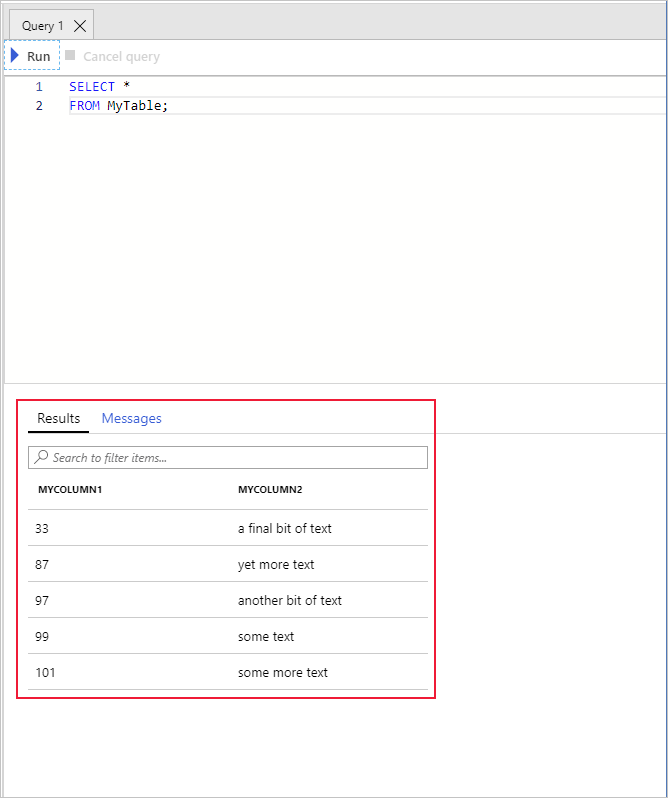 Query 1
Run Cancel query
1 SELECT *
2 FROM MyTable;
Results Messages
Search to filter items...
MYCOLUMN1 MYCOLUMN2
33 a final bit of text
87 yet more text
97 another bit of text
99 some text
101 some more text